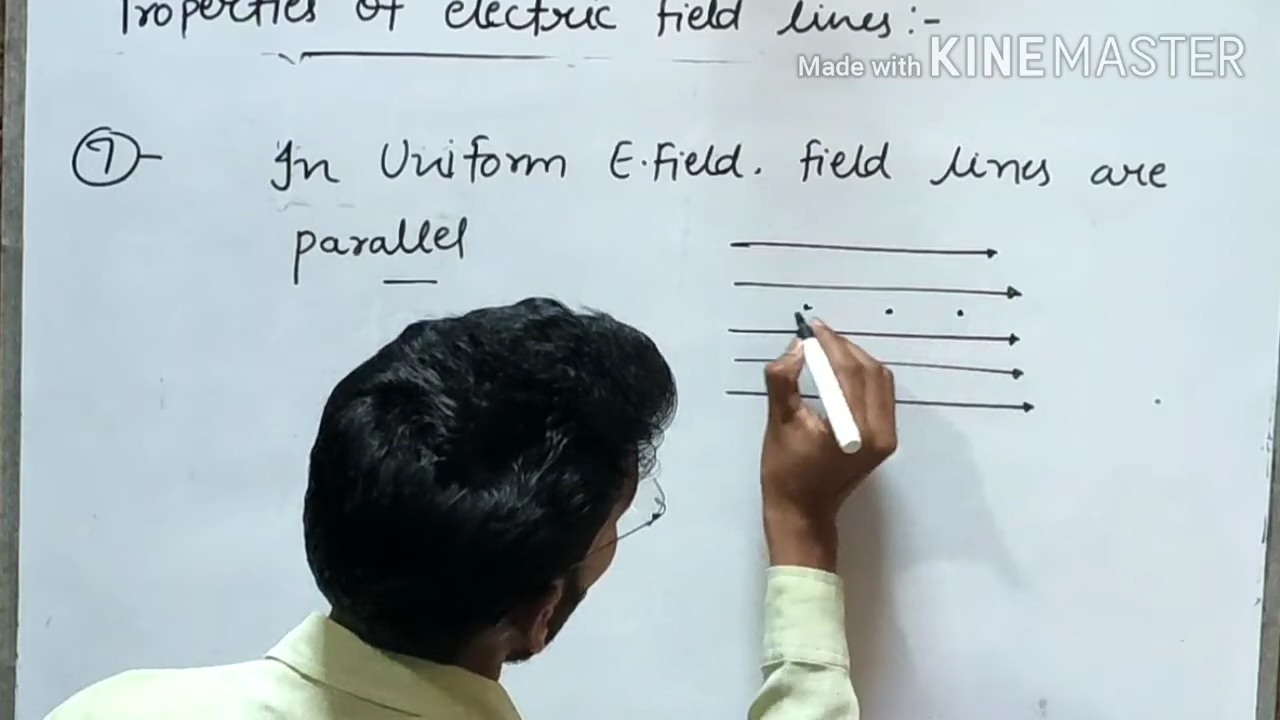 Properties of electric field lines :-
Made with KINEMASTER
7 - In Uniform E.field. field lines are
parallel